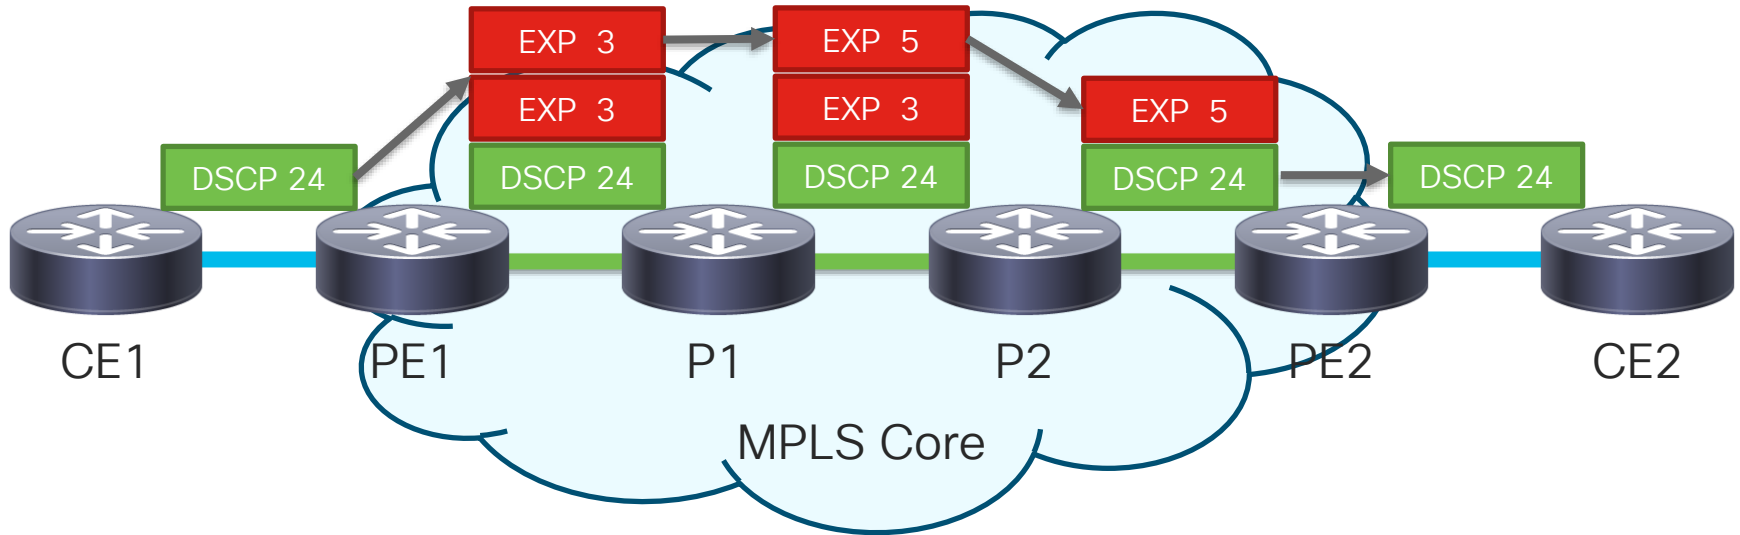 EXP 3
EXP 5
EXP 3
EXP 3
EXP 5
DSCP 24
DSCP 24
DSCP 24
DSCP 24
DSCP 24
CE1
PE1
P1
P2
PE2
CE2
MPLS Core